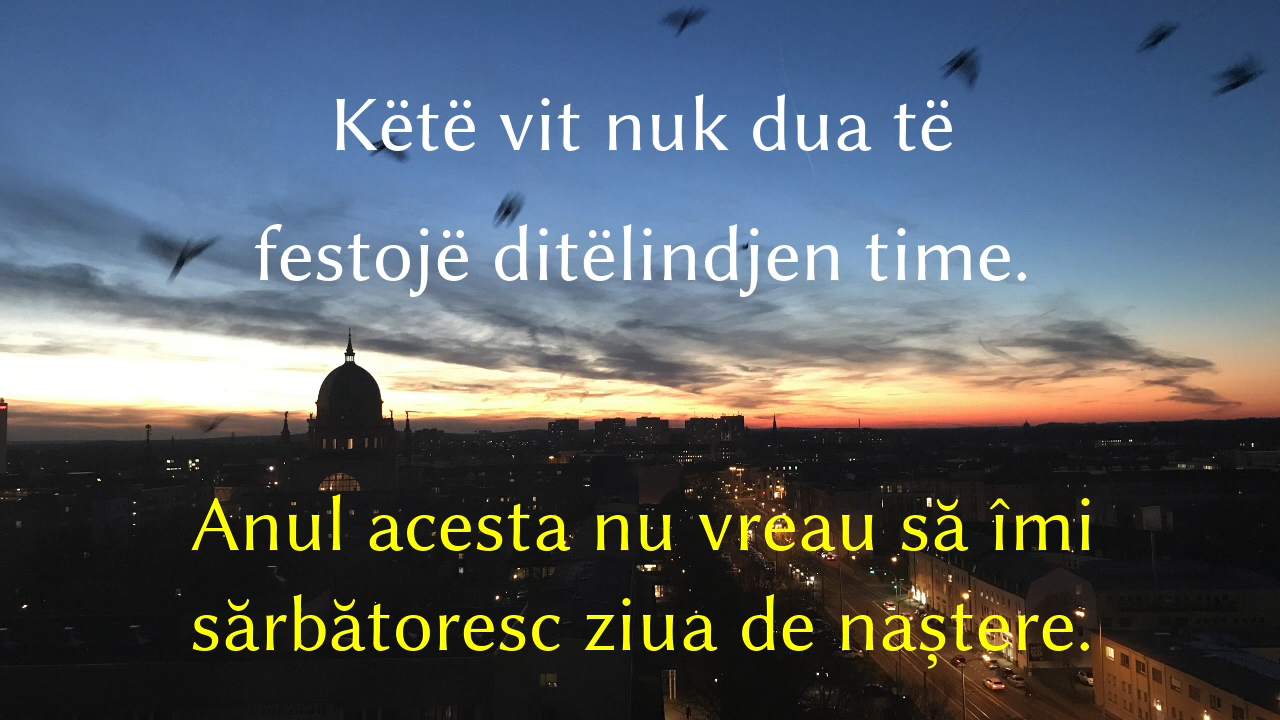 Këtë vit nuk dua të
festojë ditëlindjen time.
Anul acesta nu vreau să îmi
sărbătoresc ziua de naștere.